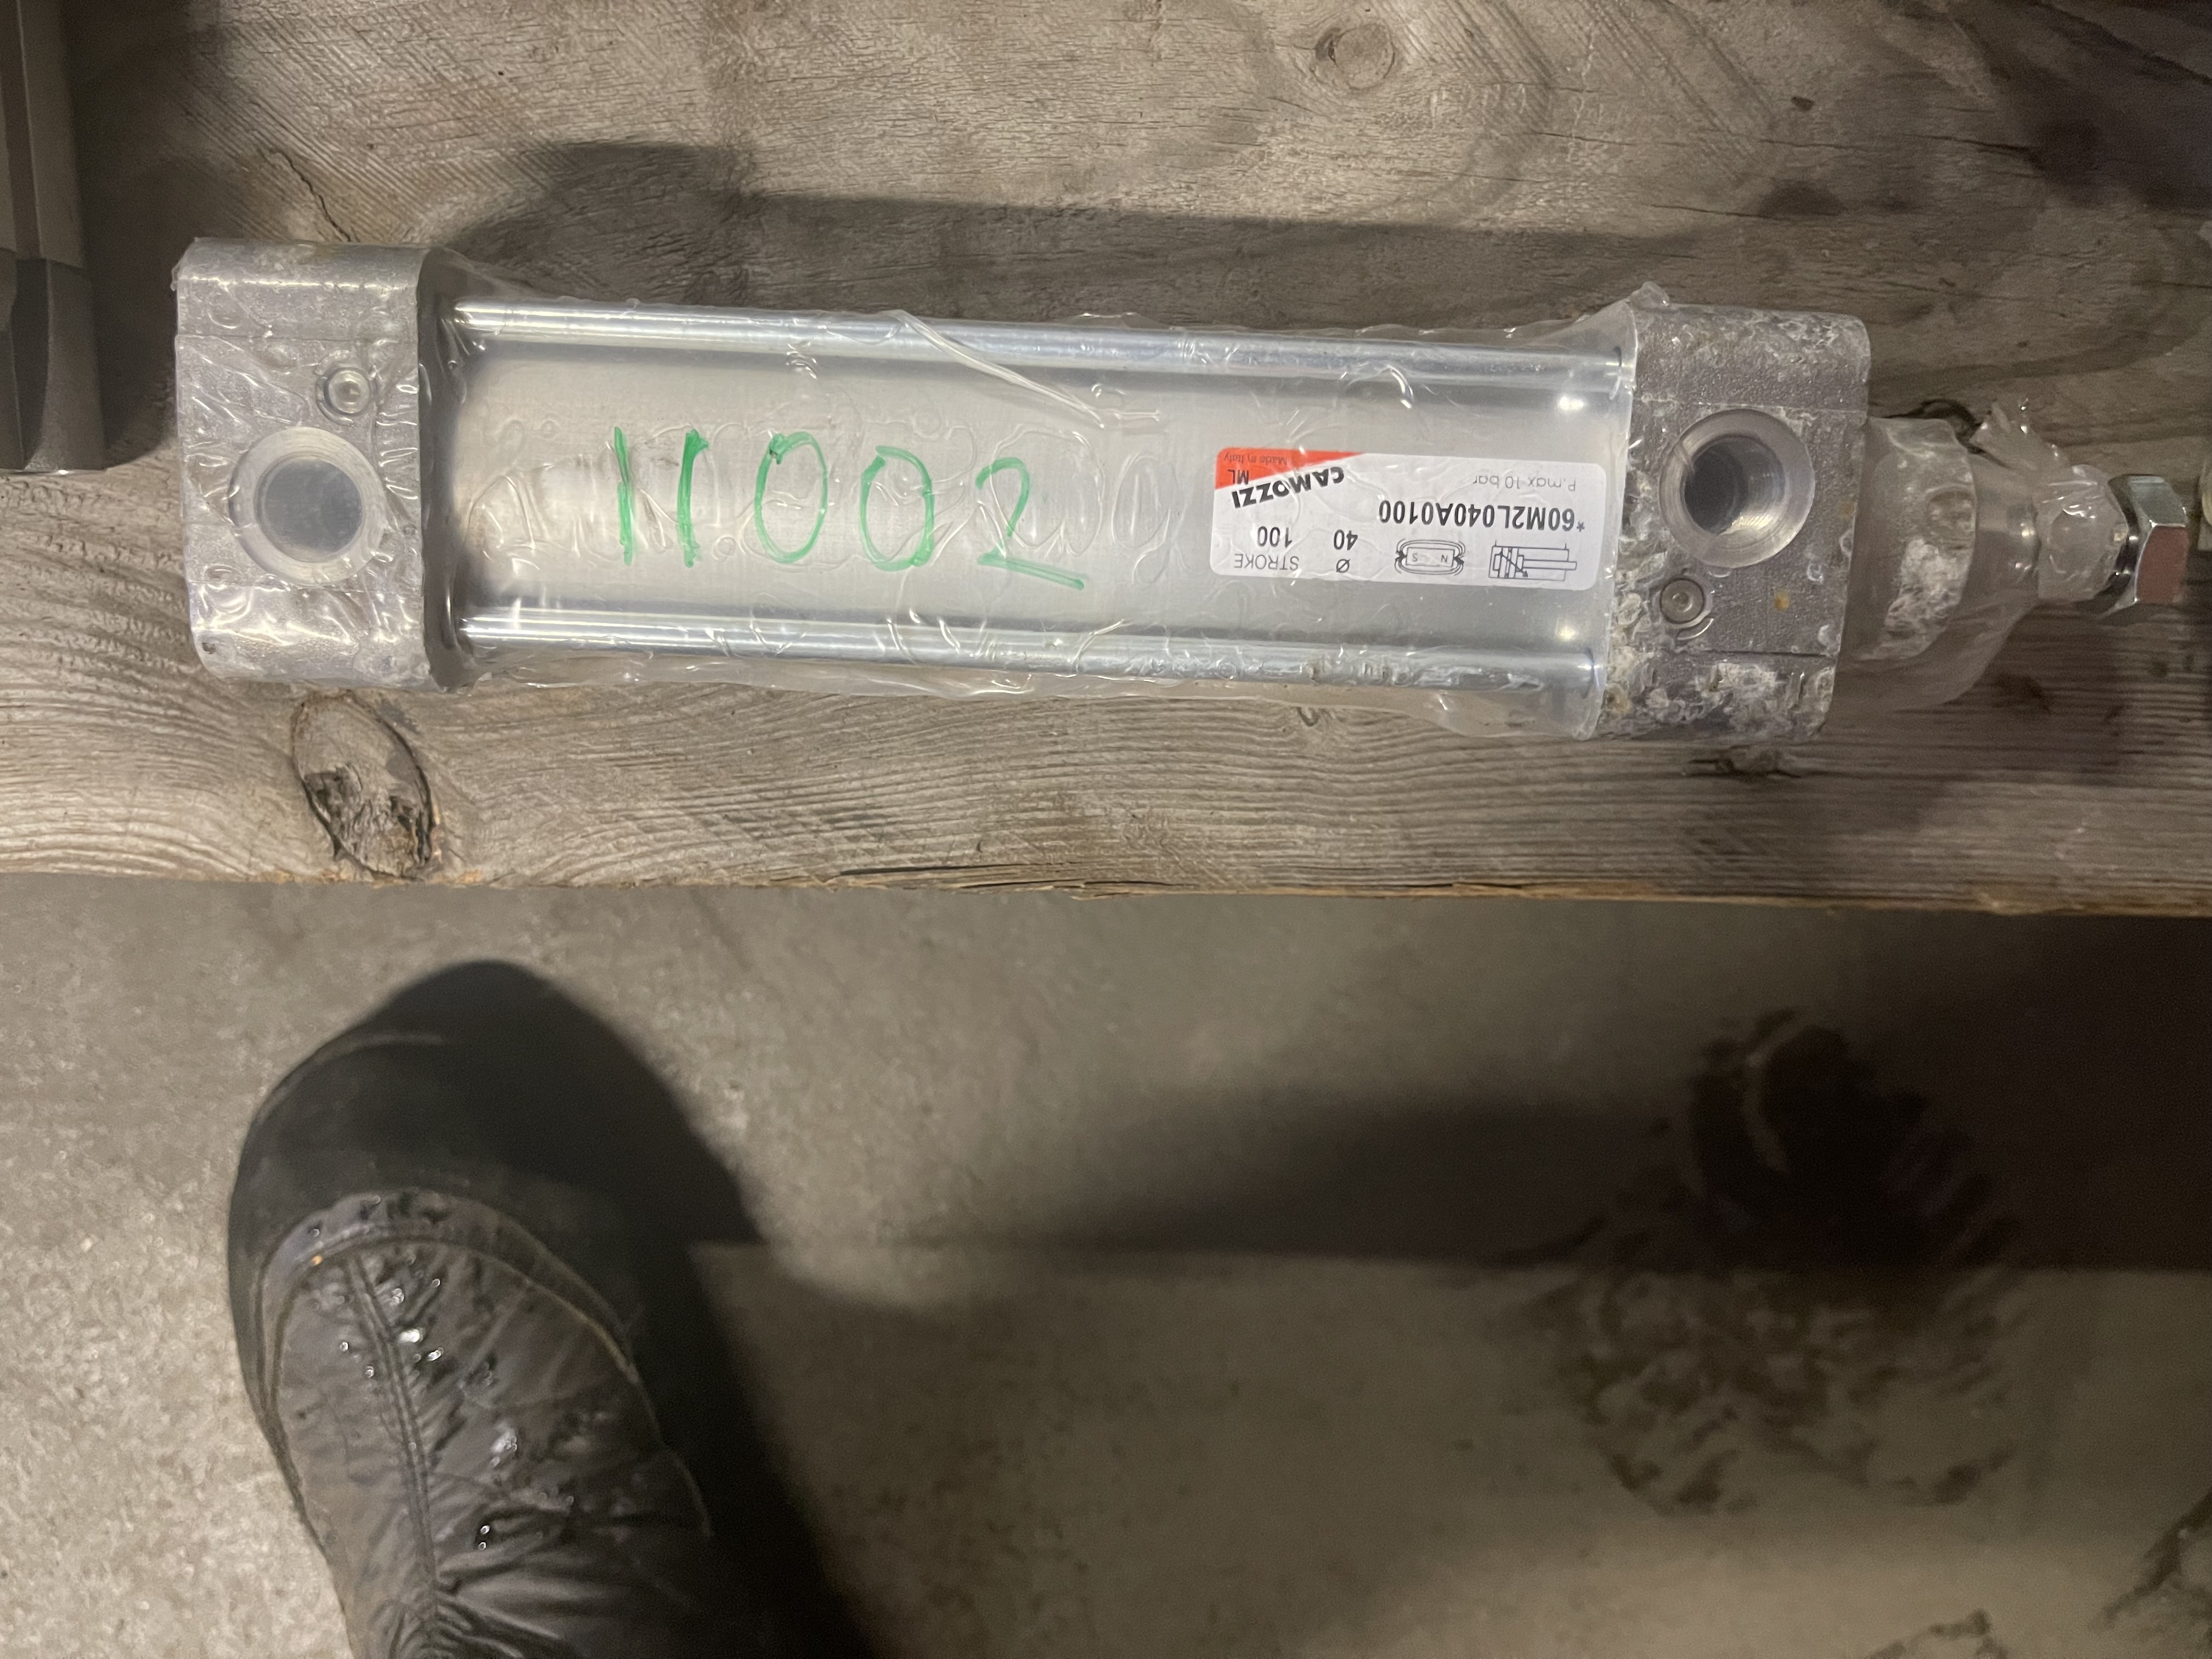 11002
CAMOZZI
ML
Made in Italy
*60M2L040A0100
P.max 10 bar
STROKE Ø
100 40
N S